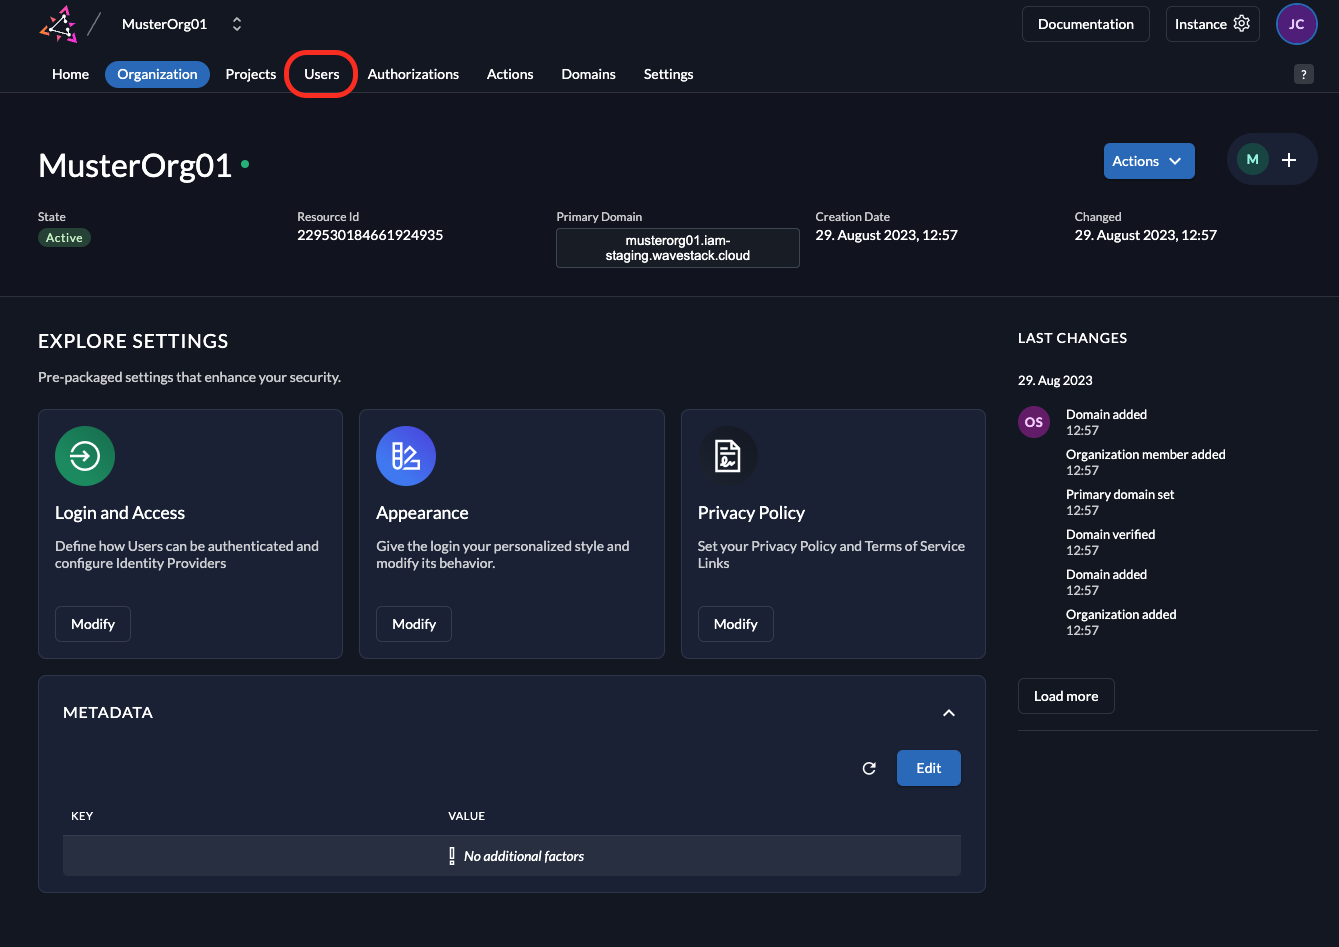 MusterOrg01
Documentation
Instance
JC
Home
Organization
Projects
Users
Authorizations
Actions
Domains
Settings
?
MusterOrg01
Actions
M
State
Active
Resource Id
229530184661924935
Primary Domain
musterorg01.iam-
staging.wavestack.cloud
Creation Date
29. August 2023, 12:57
Changed
29. August 2023, 12:57
EXPLORE SETTINGS
Pre-packaged settings that enhance your security.
Login and Access
Define how Users can be authenticated and
configure Identity Providers
Modify
Appearance
Give the login your personalized style and
modify its behavior.
Modify
Privacy Policy
Set your Privacy Policy and Terms of Service
Links
Modify
METADATA
Edit
KEY
VALUE
No additional factors
LAST CHANGES
29. Aug 2023
OS
Domain added
12:57
Organization member added
12:57
Primary domain set
12:57
Domain verified
12:57
Domain added
12:57
Organization added
12:57
Load more